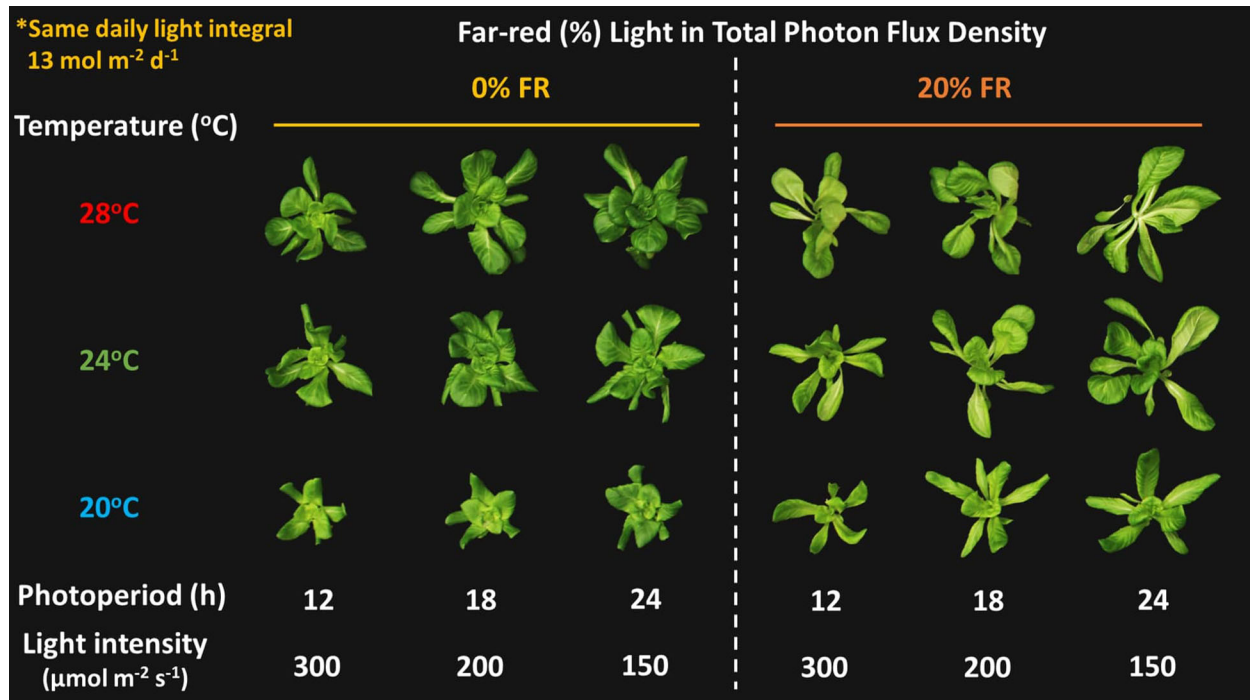 *Same daily light integral
13 mol m⁻² d⁻¹
Far-red (%) Light in Total Photon Flux Density
0% FR
20% FR
Temperature (ºC)
28ºC
24ºC
20ºC
Photoperiod (h)
12
18
24
12
18
24
Light intensity
(µmol m⁻² s⁻¹)
300
200
150
300
200
150